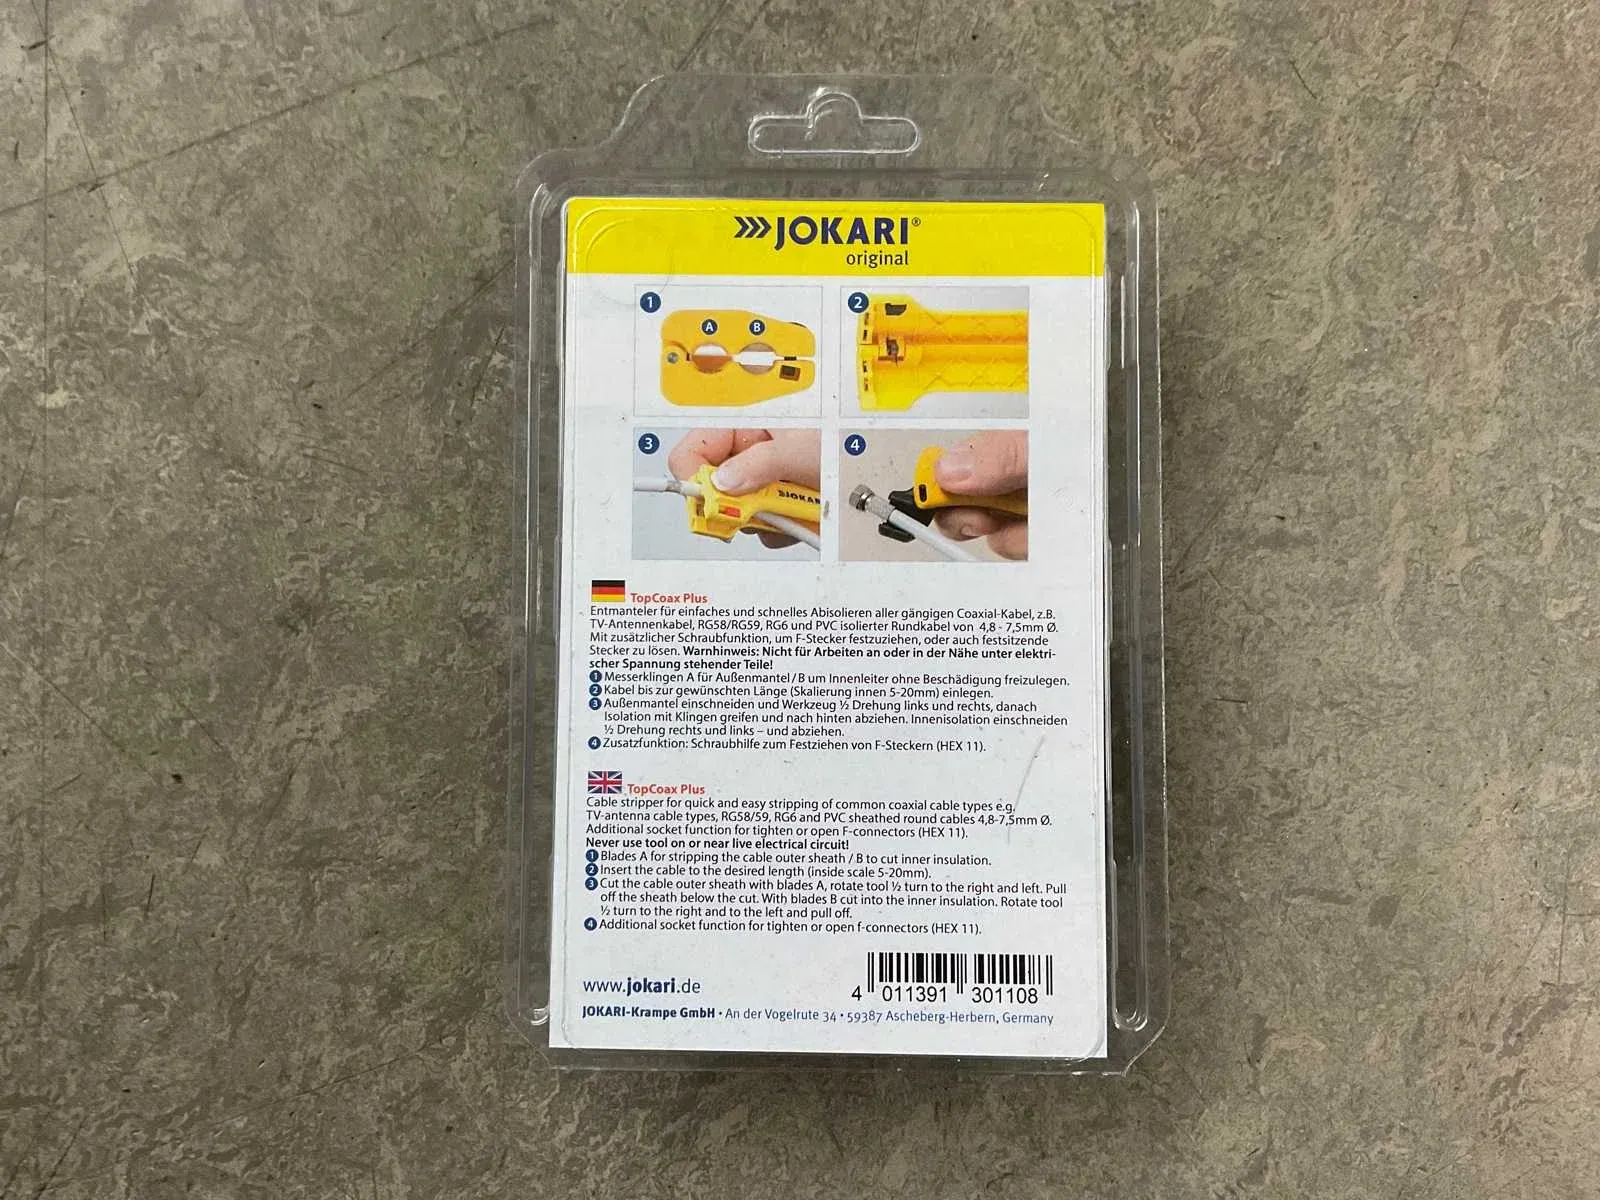 JOKARI®
original
1
A
B
2
3
JOKARI
4
TopCoax Plus
Entmanteler für einfaches und schnelles Abisolieren aller gängigen Coaxial-Kabel, z.B.
TV-Antennenkabel, RG58/RG59, RG6 und PVC isolierter Rundkabel von 4,8 - 7,5mm Ø.
Mit zusätzlicher Schraubfunktion, um F-Stecker festzuziehen, oder auch festsitzende
Stecker zu lösen. Warnhinweis: Nicht für Arbeiten an oder in der Nähe unter elektri-
scher Spannung stehender Teile!
1 Messerklingen A für Außenmantel/B um Innenleiter ohne Beschädigung freizulegen.
2 Kabel bis zur gewünschten Länge (Skalierung innen 5-20mm) einlegen.
3 Außenmantel einschneiden und Werkzeug ½ Drehung links und rechts, danach
Isolation mit Klingen greifen und nach hinten abziehen. Innenisolation einschneiden
½ Drehung rechts und links – und abziehen.
4 Zusatzfunktion: Schraubhilfe zum Festziehen von F-Steckern (HEX 11).
TopCoax Plus
Cable stripper for quick and easy stripping of common coaxial cable types e.g.
TV-antenna cable types, RG58/59, RG6 and PVC sheathed round cables 4,8-7,5mm Ø.
Additional socket function for tighten or open F-connectors (HEX 11).
Never use tool on or near live electrical circuit!
1 Blades A for stripping the cable outer sheath / B to cut inner insulation.
2 Insert the cable to the desired length (inside scale 5-20mm).
3 Cut the cable outer sheath with blades A, rotate tool ½ turn to the right and left. Pull
off the sheath below the cut. With blades B cut into the inner insulation. Rotate tool
½ turn to the right and to the left and pull off.
4 Additional socket function for tighten or open f-connectors (HEX 11).
www.jokari.de
4 011391 301108
JOKARI-Krampe GmbH • An der Vogelrute 34 • 59387 Ascheberg-Herbern, Germany